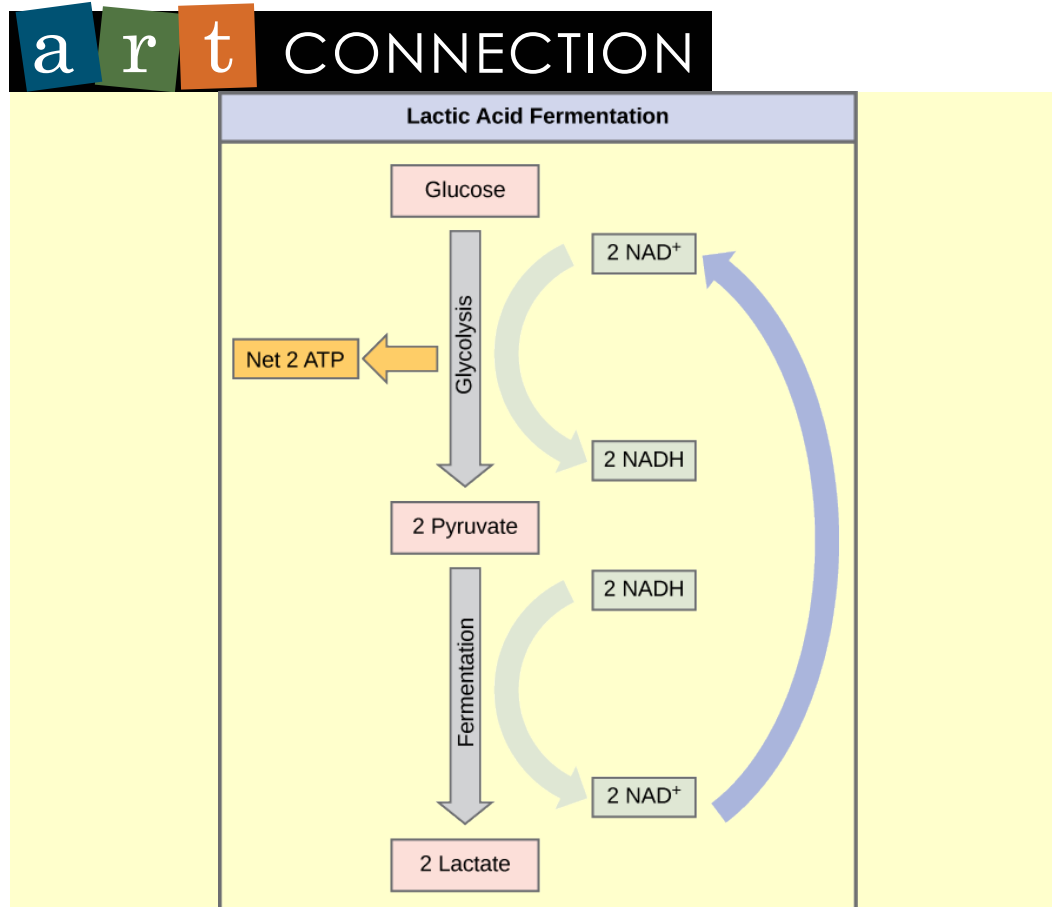 art CONNECTION
Lactic Acid Fermentation
Glucose
2 NAD⁺
Glycolysis
Net 2 ATP
2 NADH
2 Pyruvate
2 NADH
Fermentation
2 NAD⁺
2 Lactate